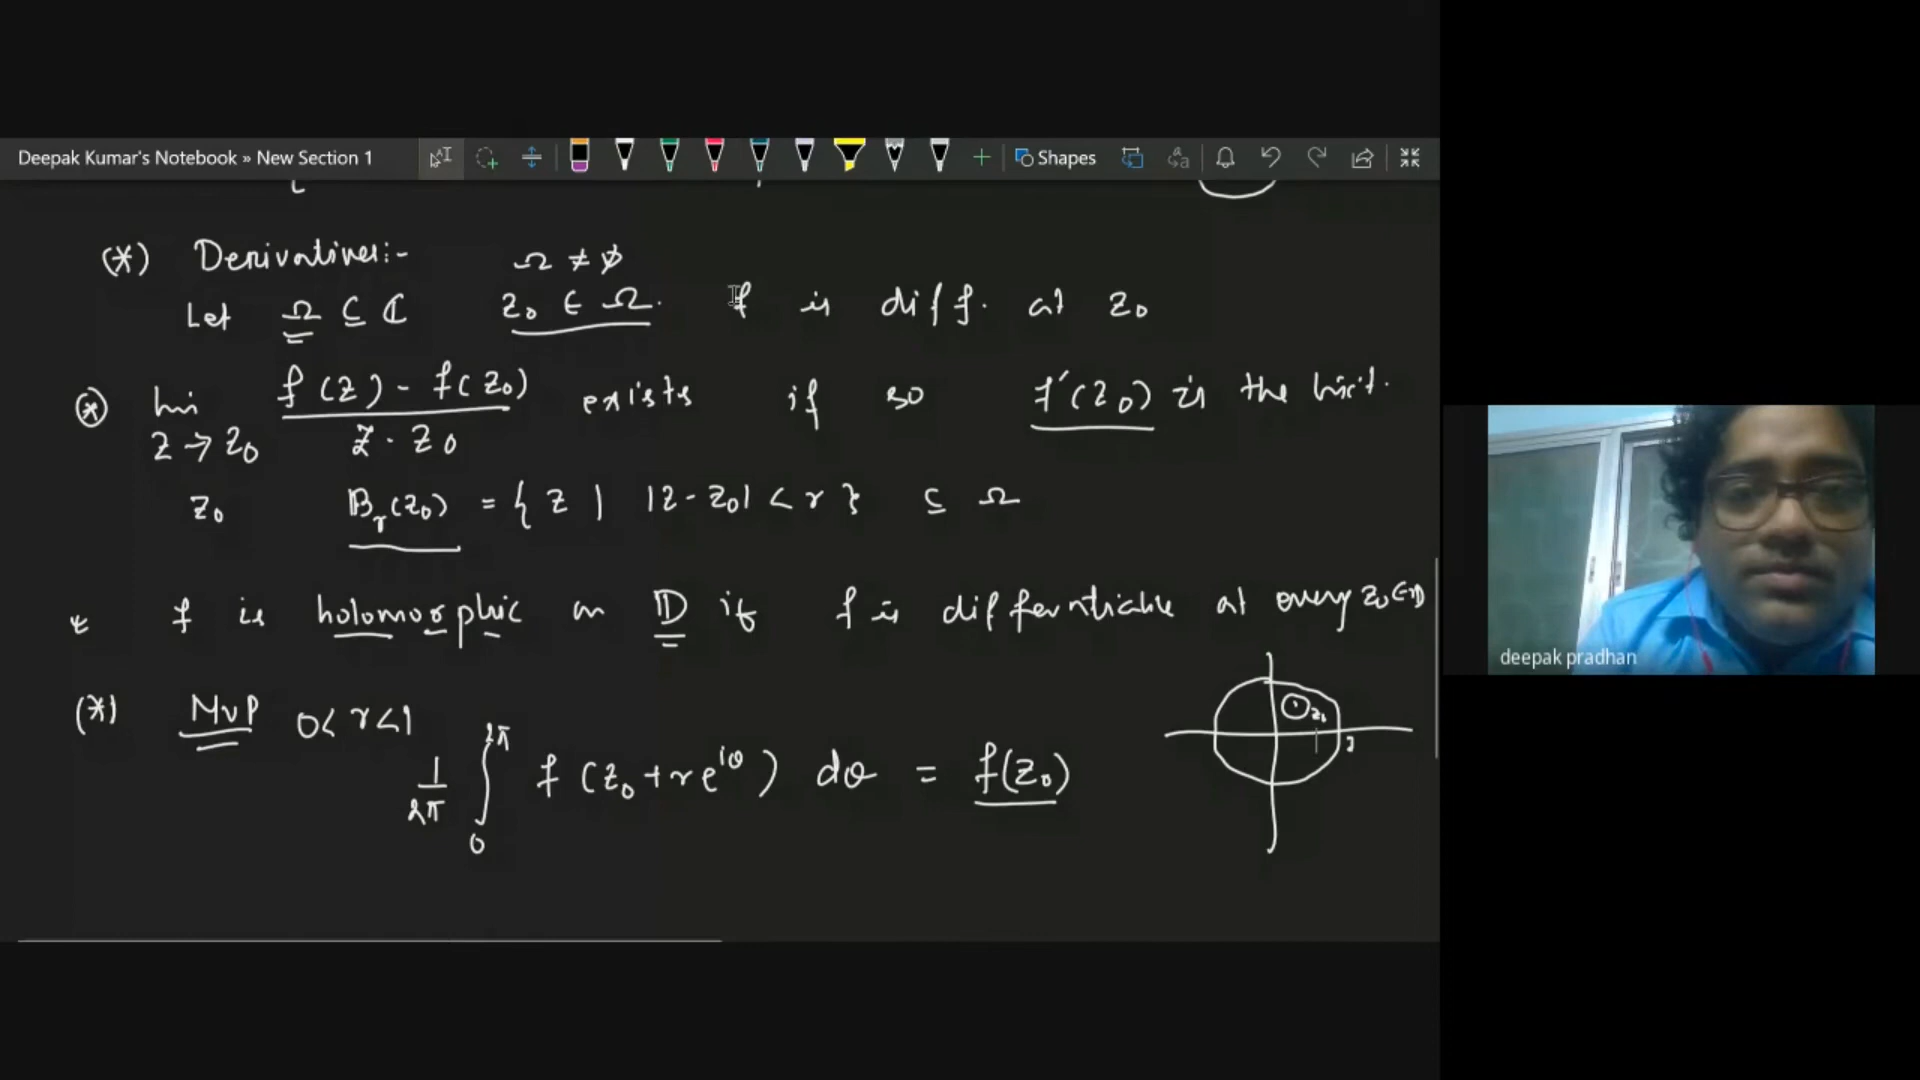 Deepak Kumar's Notebook » New Section 1
Shapes
(*) Derivatives:- Ω ≠ ϕ
Let Ω ⊆ ℂ z₀ ∈ Ω. f is diff. at z₀
(*) lim z → z₀ f(z) - f(z₀) / z - z₀ exists if so f'(z₀) is the limit.
z₀ B_r(z₀) = { z | |z - z₀| < r } ⊆ Ω
* f is holomorphic on 𝔻 if f is differentiable at every z₀ ∈ 𝔻
(*) MVP 0 < r < 1
1/2π ∫₀^2π f (z₀ + re^iθ) dθ = f(z₀)
z₀
deepak pradhan